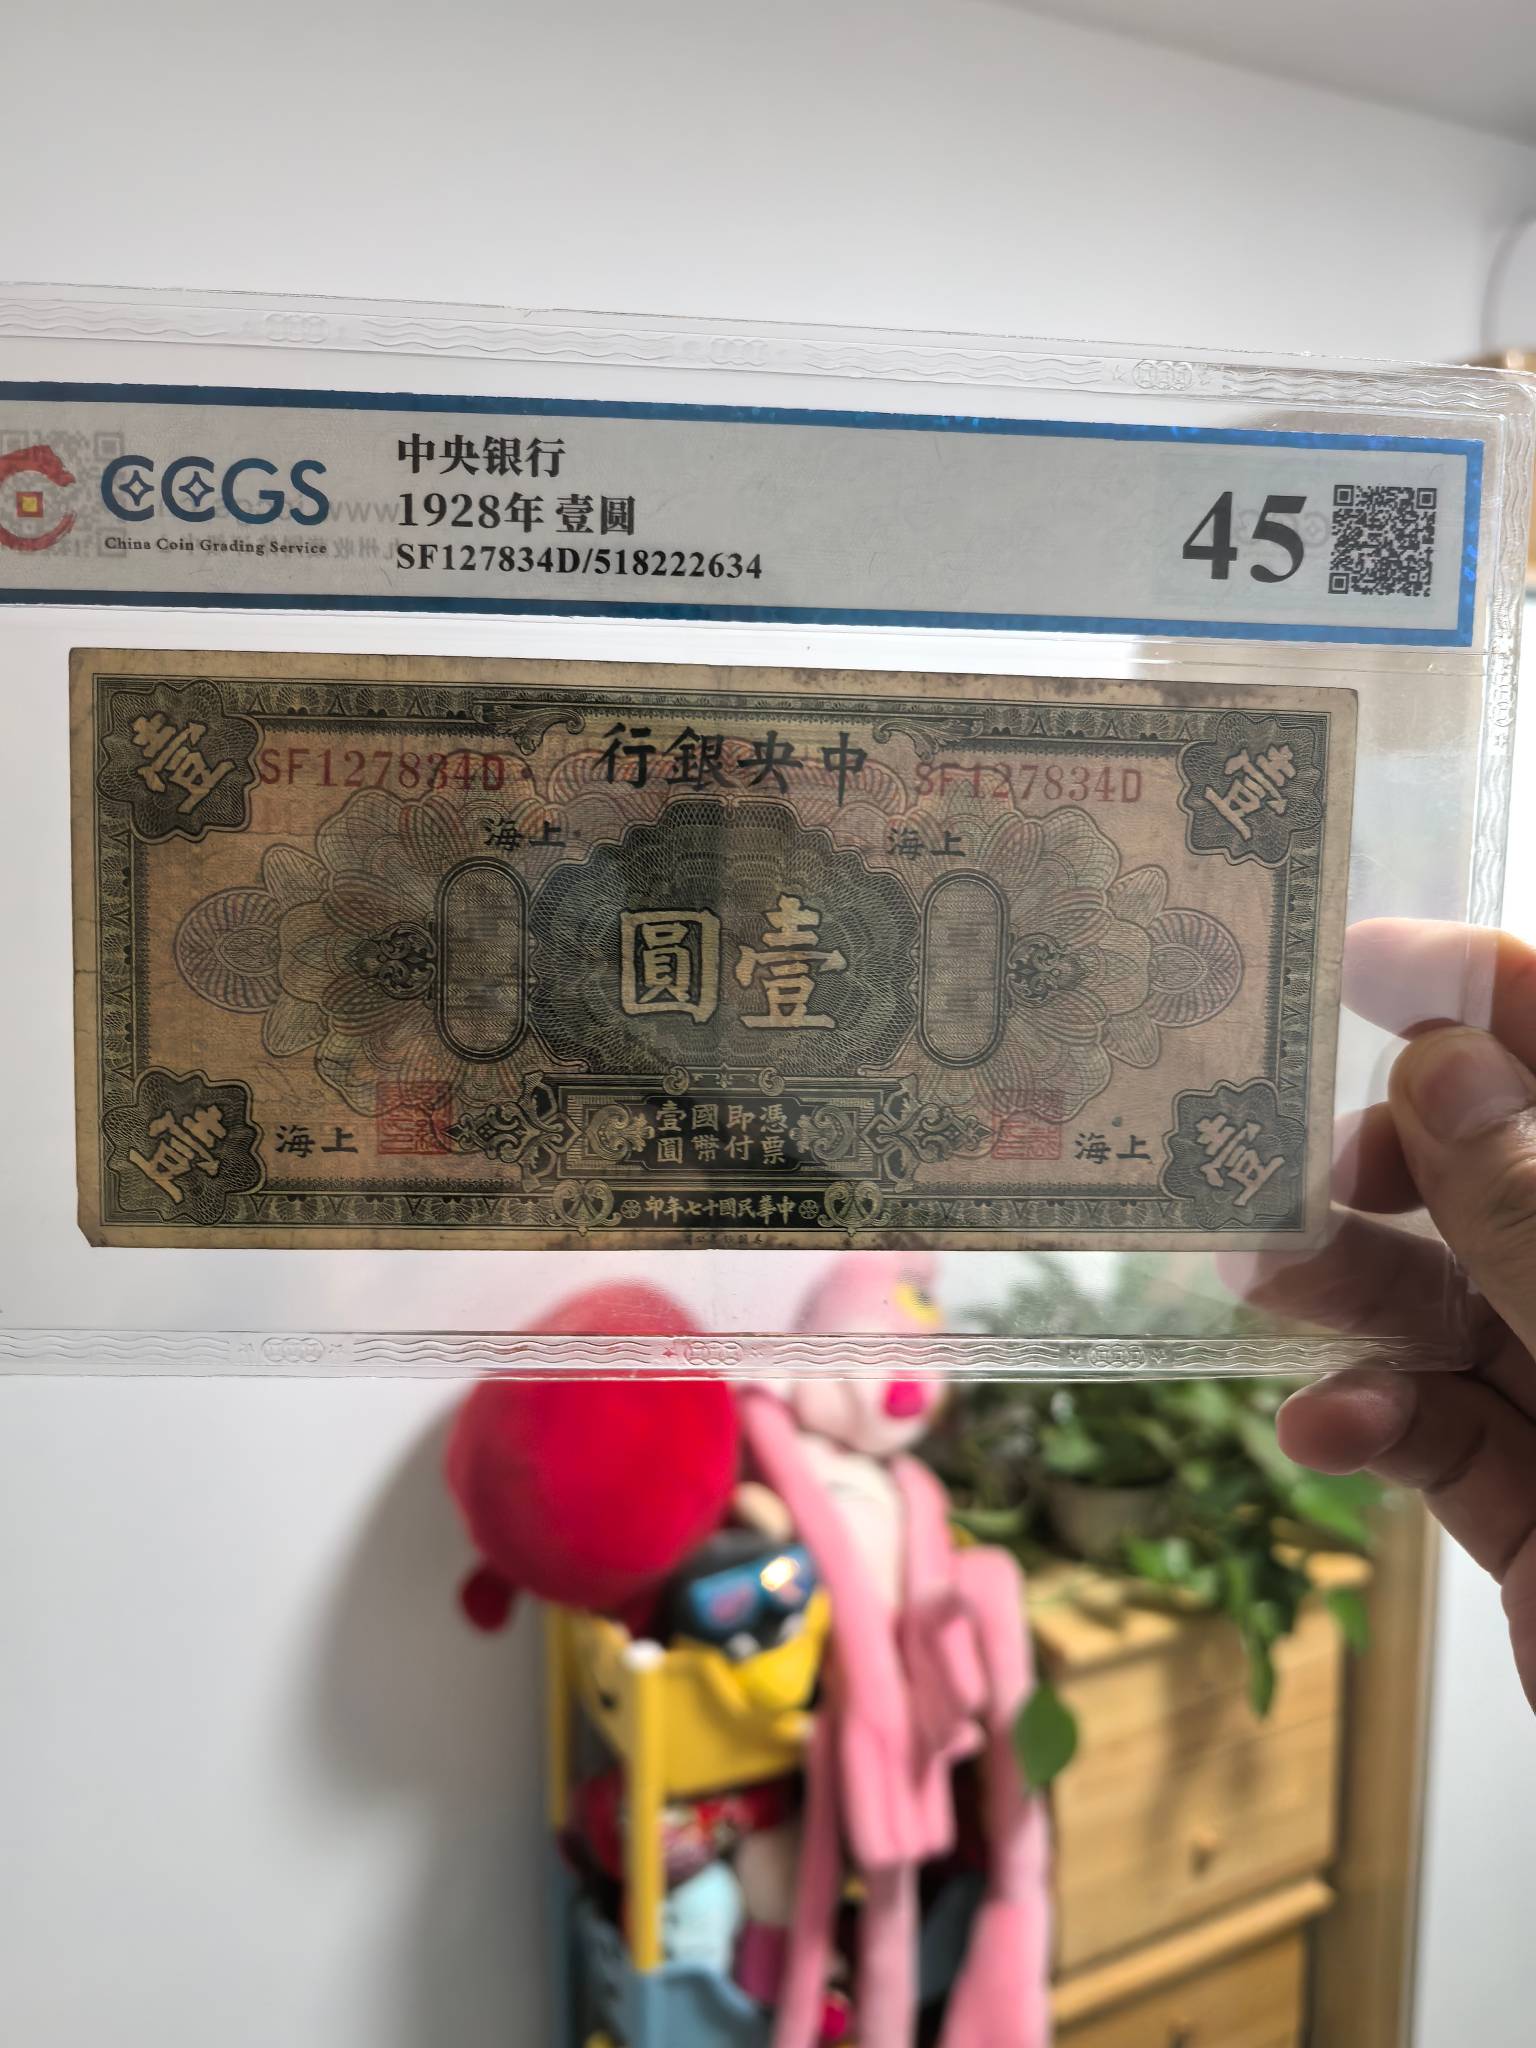 CCGS
China Coin Grading Service
中央银行
1928年 壹圆
SF127834D/518222634
45
壹
行銀央中
壹
SF127834D
SF127834D
海上
海上
圓壹
憑票即付國幣壹圓
海上
海上
壹
印年七十國民華中
壹